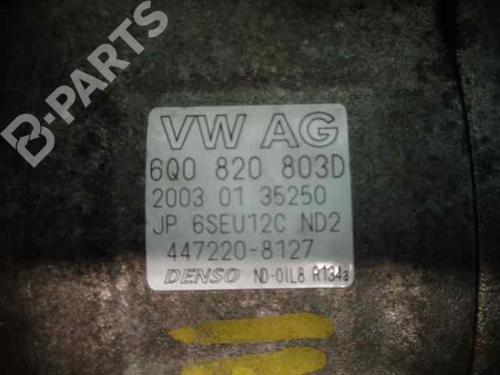 B-PARTS
VW AG
6Q0 820 803D
2003 01 35250
JP 6SEU12C ND2
447220-8127
DENSO ND-OIL8 R134a